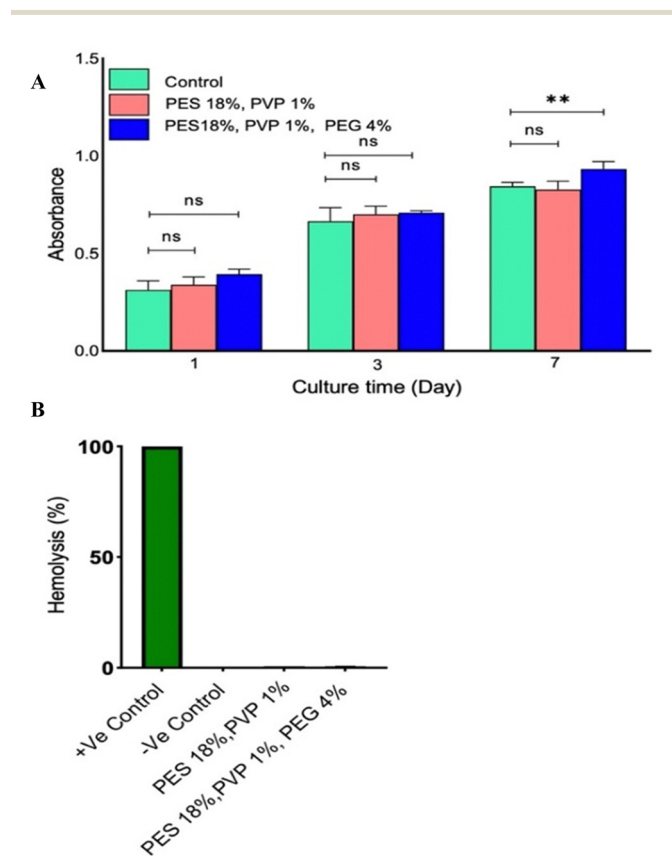 A
1.5
Control
PES 18%, PVP 1%
PES18%, PVP 1%, PEG 4%
**
ns
ns
1.0
ns
ns
ns
0.5
ns
0.0
Absorbance
1
3
7
Culture time (Day)
B
100
50
0
Hemolysis (%)
+Ve Control
-Ve Control
PES 18%,PVP 1%
PES 18%,PVP 1%, PEG 4%